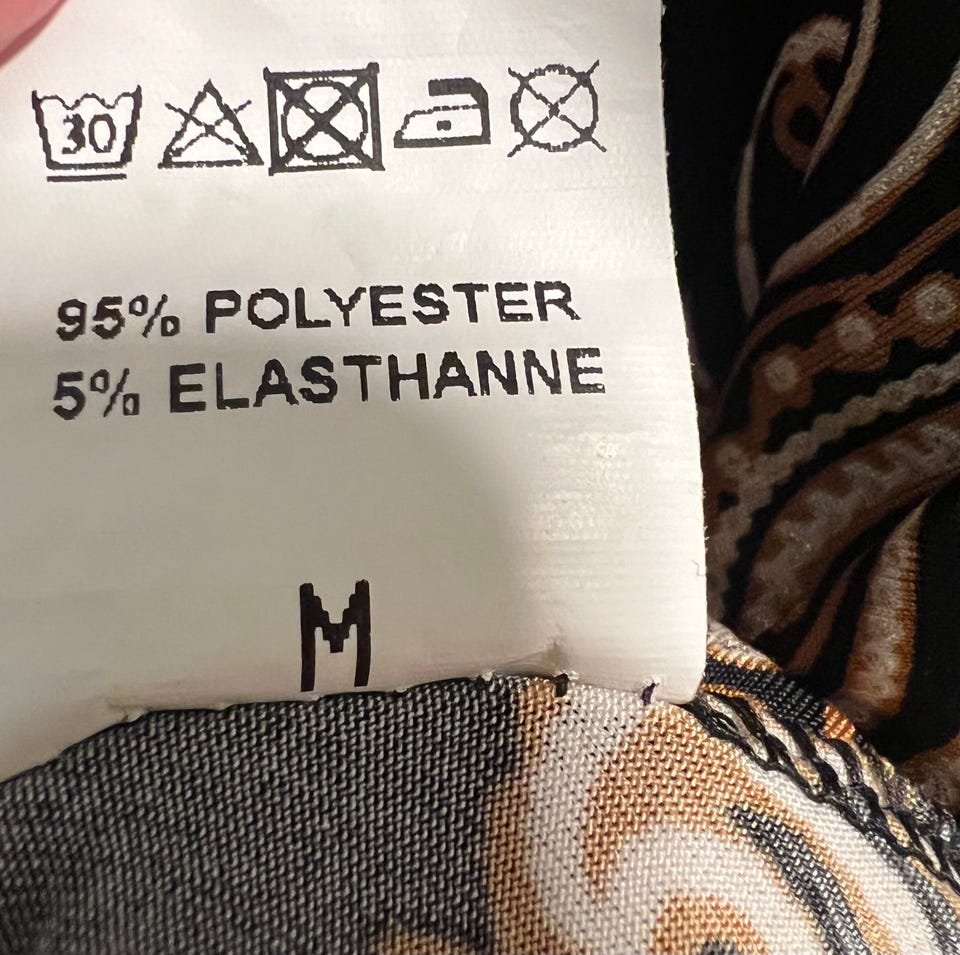 30
95% POLYESTER
5% ELASTHANNE
M